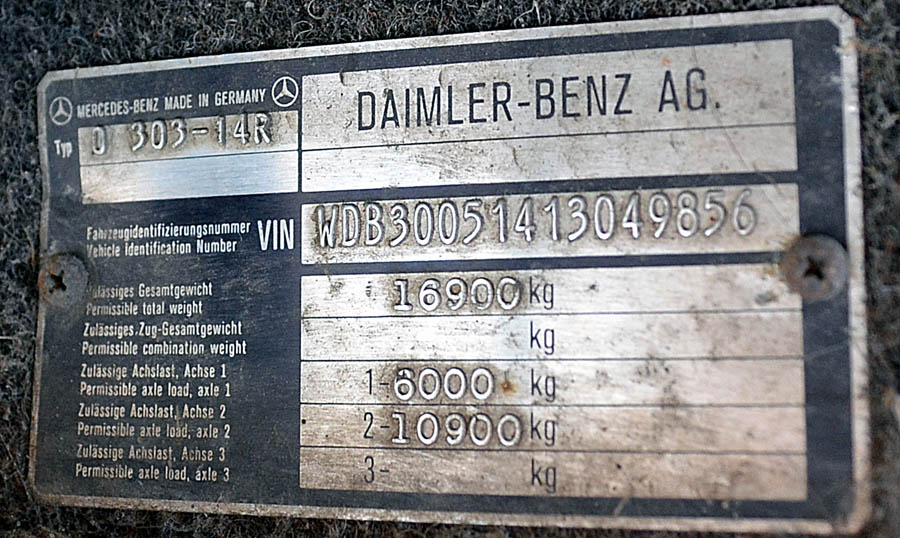 MERCEDES-BENZ MADE IN GERMANY
DAIMLER-BENZ AG.
Typ O 303-14R
Fahrzeugidentifizierungsnummer
Vehicle Identification Number
VIN WDB30051413049856
Zulässiges Gesamtgewicht
Permissible total weight
16900 kg
Zulässiges Zug-Gesamtgewicht
Permissible combination weight
kg
Zulässige Achslast, Achse 1
Permissible axle load, axle 1
1- 6000 kg
Zulässige Achslast, Achse 2
Permissible axle load, axle 2
2- 10900 kg
Zulässige Achslast, Achse 3
Permissible axle load, axle 3
3- kg